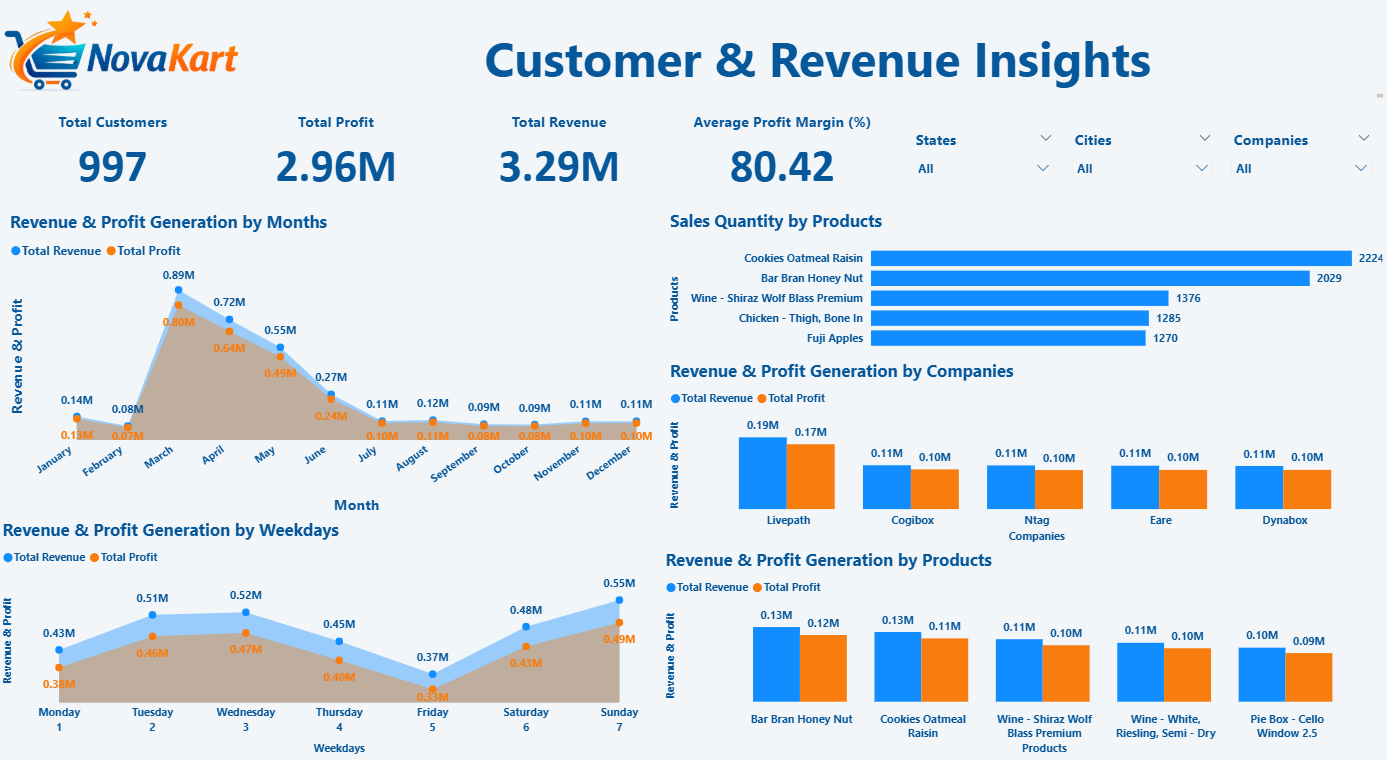 NovaKart
Customer & Revenue Insights
Total Customers
997
Total Profit
2.96M
Total Revenue
3.29M
Average Profit Margin (%)
80.42
States
All
Cities
All
Companies
All
Revenue & Profit Generation by Months
Total Revenue Total Profit
Revenue & Profit
0.14M 0.08M 0.89M 0.72M 0.55M 0.27M 0.11M 0.12M 0.09M 0.09M 0.11M 0.11M
0.13M 0.07M 0.80M 0.64M 0.49M 0.24M 0.10M 0.11M 0.08M 0.08M 0.10M 0.10M
January February March April May June July August September October November December
Month
Sales Quantity by Products
Products
Cookies Oatmeal Raisin 2224
Bar Bran Honey Nut 2029
Wine - Shiraz Wolf Blass Premium 1376
Chicken - Thigh, Bone In 1285
Fuji Apples 1270
Revenue & Profit Generation by Companies
Total Revenue Total Profit
Revenue & Profit
0.19M 0.17M 0.11M 0.10M 0.11M 0.10M 0.11M 0.10M 0.11M 0.10M
Livepath Cogibox Ntag Eare Dynabox
Companies
Revenue & Profit Generation by Weekdays
Total Revenue Total Profit
Revenue & Profit
0.43M 0.51M 0.52M 0.45M 0.37M 0.48M 0.55M
0.38M 0.46M 0.47M 0.40M 0.33M 0.43M 0.49M
Monday Tuesday Wednesday Thursday Friday Saturday Sunday
1 2 3 4 5 6 7
Weekdays
Revenue & Profit Generation by Products
Total Revenue Total Profit
Revenue & Profit
0.13M 0.12M 0.13M 0.11M 0.11M 0.10M 0.11M 0.10M 0.10M 0.09M
Bar Bran Honey Nut Cookies Oatmeal Wine - Shiraz Wolf Wine - White, Pie Box - Cello
Raisin Blass Premium Riesling, Semi - Dry Window 2.5
Products